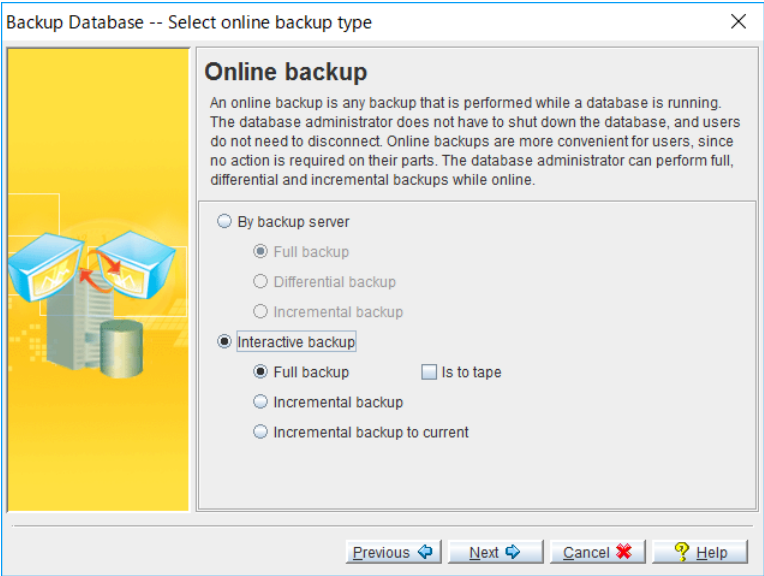 Backup Database -- Select online backup type
Online backup
An online backup is any backup that is performed while a database is running.
The database administrator does not have to shut down the database, and users
do not need to disconnect. Online backups are more convenient for users, since
no action is required on their parts. The database administrator can perform full,
differential and incremental backups while online.
By backup server
Full backup
Differential backup
Incremental backup
Interactive backup
Full backup Is to tape
Incremental backup
Incremental backup to current
Previous Next Cancel Help